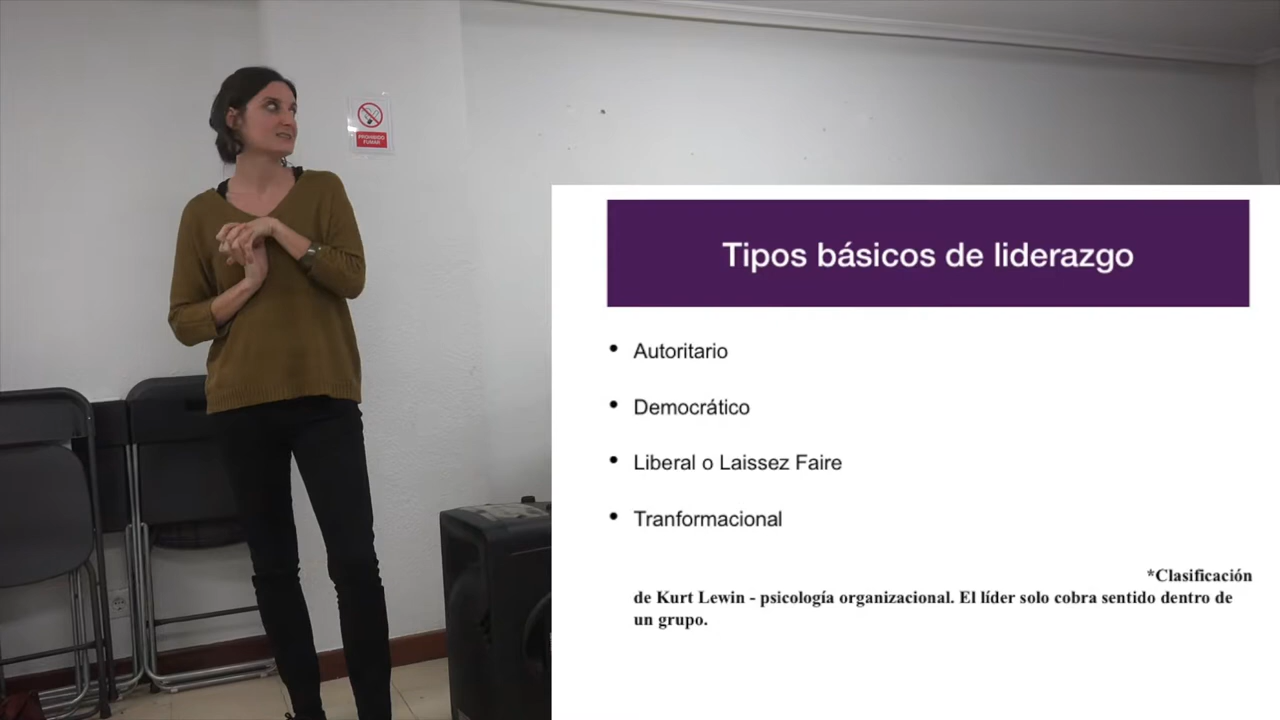 PROHIBIDO
FUMAR
Tipos básicos de liderazgo
• Autoritario
• Democrático
• Liberal o Laissez Faire
• Tranformacional
*Clasificación
de Kurt Lewin - psicología organizacional. El líder solo cobra sentido dentro de
un grupo.